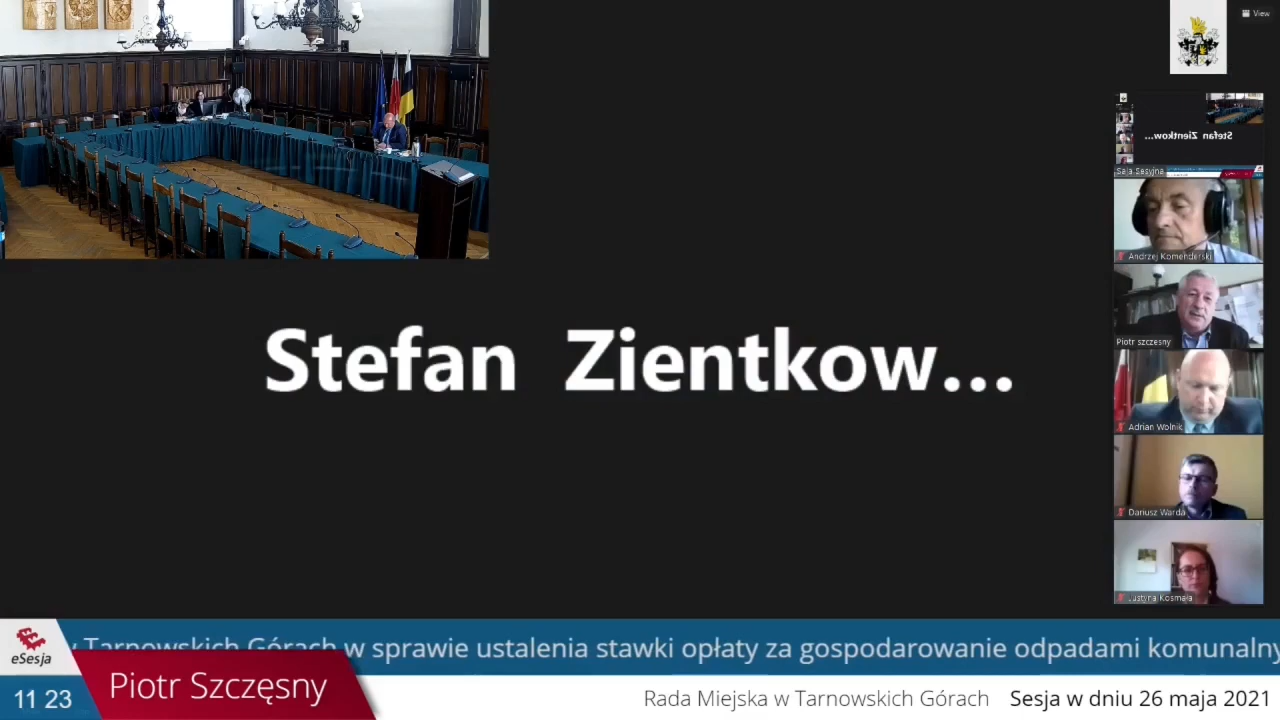 View
Stefan Zientkow...
Stefan Zientkow...
Sala Sesyjna
Andrzej Komenderski
Piotr szczesny
Adrian Wolnik
Dariusz Warda
Justyna Kosmała
w Tarnowskich Górach w sprawie ustalenia stawki opłaty za gospodarowanie odpadami komunalny
eSesja
Piotr Szczęsny
11 23
Rada Miejska w Tarnowskich Górach Sesja w dniu 26 maja 2021